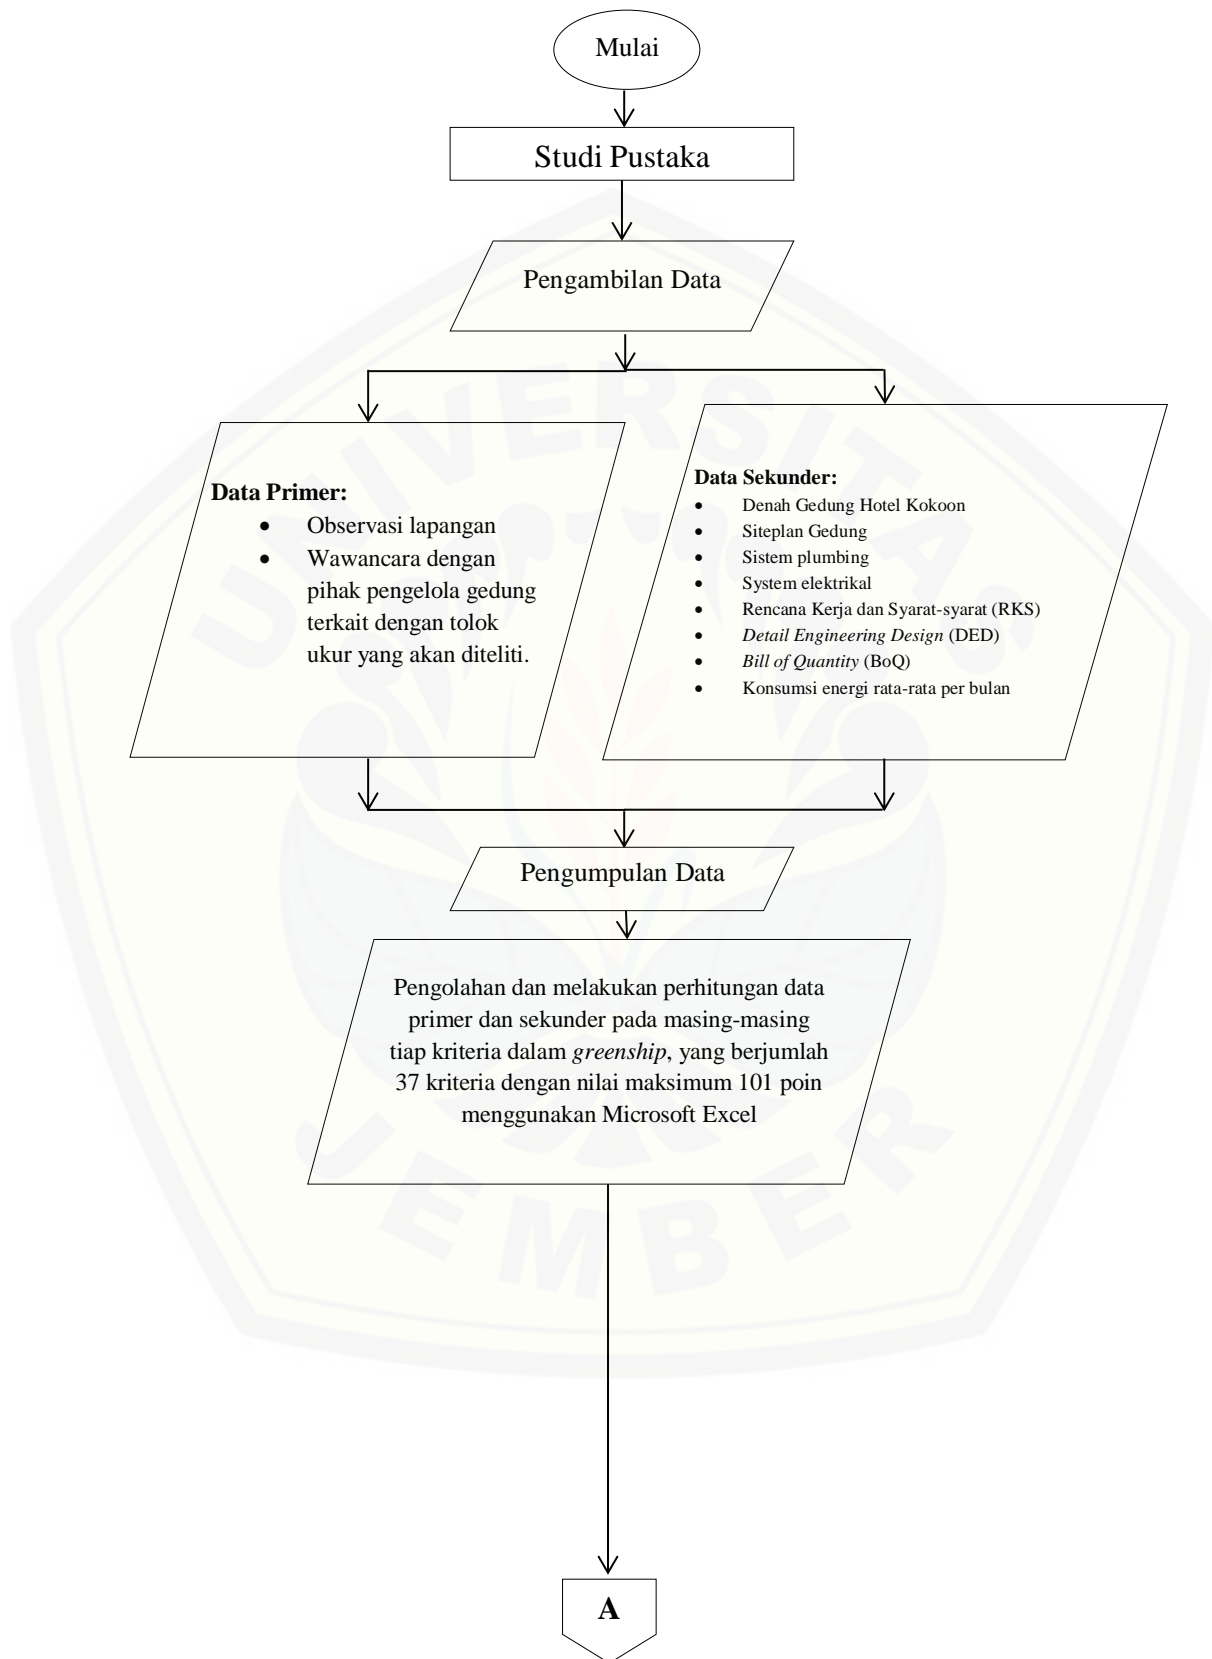 Mulai
Studi Pustaka
Pengambilan Data
Data Primer:
• Observasi lapangan
• Wawancara dengan
pihak pengelola gedung
terkait dengan tolok
ukur yang akan diteliti.
Data Sekunder:
• Denah Gedung Hotel Kokoon
• Siteplan Gedung
• Sistem plumbing
• System elektrikal
• Rencana Kerja dan Syarat-syarat (RKS)
• Detail Engineering Design (DED)
• Bill of Quantity (BoQ)
• Konsumsi energi rata-rata per bulan
Pengumpulan Data
Pengolahan dan melakukan perhitungan data
primer dan sekunder pada masing-masing
tiap kriteria dalam greenship, yang berjumlah
37 kriteria dengan nilai maksimum 101 poin
menggunakan Microsoft Excel
A
UNIVERSITAS
JEMBER